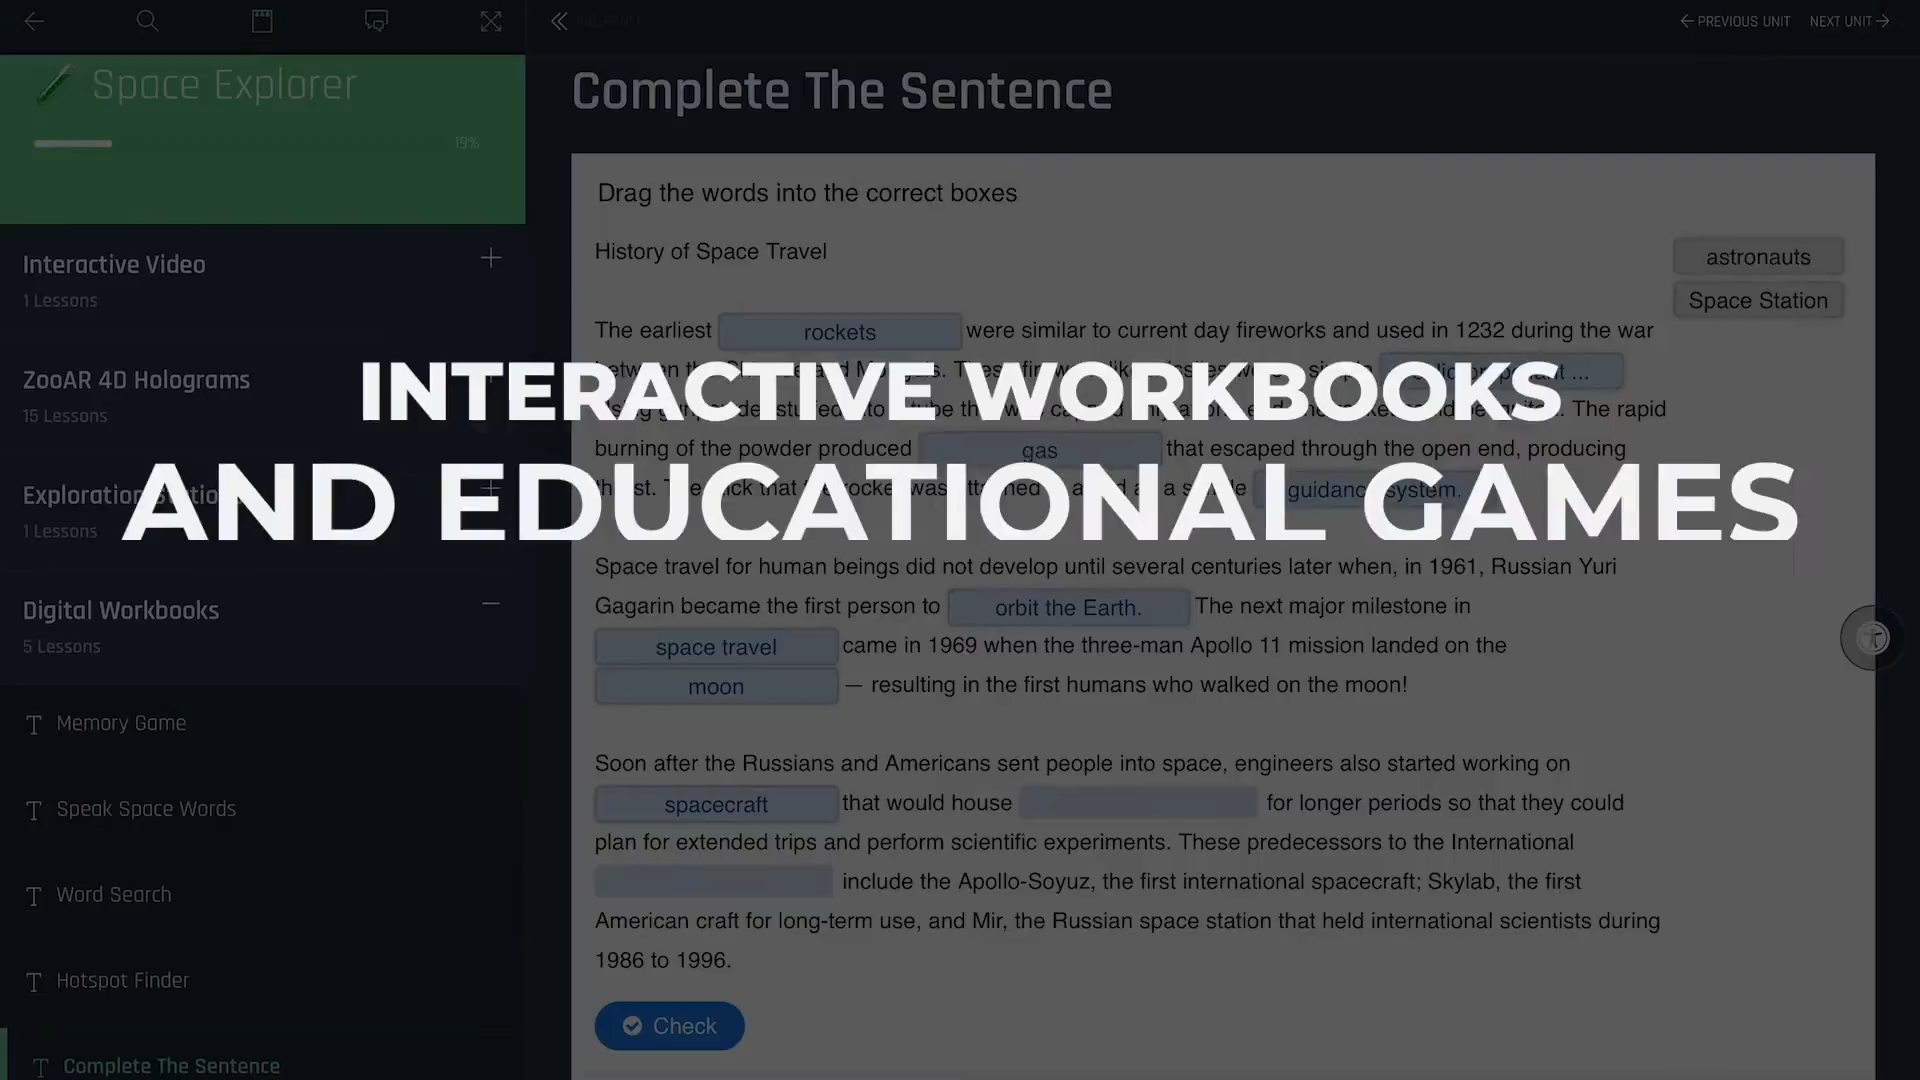 PREVIOUS UNIT
NEXT UNIT
Space Explorer
19%
Interactive Video
1 Lessons
ZooAR 4D Holograms
15 Lessons
Exploration
1 Lessons
Digital Workbooks
5 Lessons
Memory Game
Speak Space Words
Word Search
Hotspot Finder
Complete The Sentence
Complete The Sentence
Drag the words into the correct boxes
History of Space Travel
astronauts
Space Station
The earliest rockets were similar to current day fireworks and used in 1232 during the war
The rapid
burning of the powder produced gas that escaped through the open end, producing
guidance system.
INTERACTIVE WORKBOOKS
AND EDUCATIONAL GAMES
Space travel for human beings did not develop until several centuries later when, in 1961, Russian Yuri
Gagarin became the first person to orbit the Earth. The next major milestone in
space travel came in 1969 when the three-man Apollo 11 mission landed on the
moon — resulting in the first humans who walked on the moon!
Soon after the Russians and Americans sent people into space, engineers also started working on
spacecraft that would house for longer periods so that they could
plan for extended trips and perform scientific experiments. These predecessors to the International
include the Apollo-Soyuz, the first international spacecraft; Skylab, the first
American craft for long-term use, and Mir, the Russian space station that held international scientists during
1986 to 1996.
Check